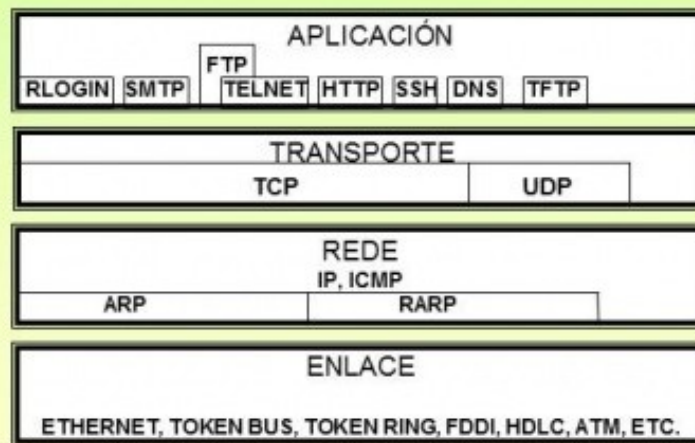 APLICACIÓN
FTP
RLOGIN SMTP TELNET HTTP SSH DNS TFTP
TRANSPORTE
TCP UDP
REDE
IP, ICMP
ARP RARP
ENLACE
ETHERNET, TOKEN BUS, TOKEN RING, FDDI, HDLC, ATM, ETC.